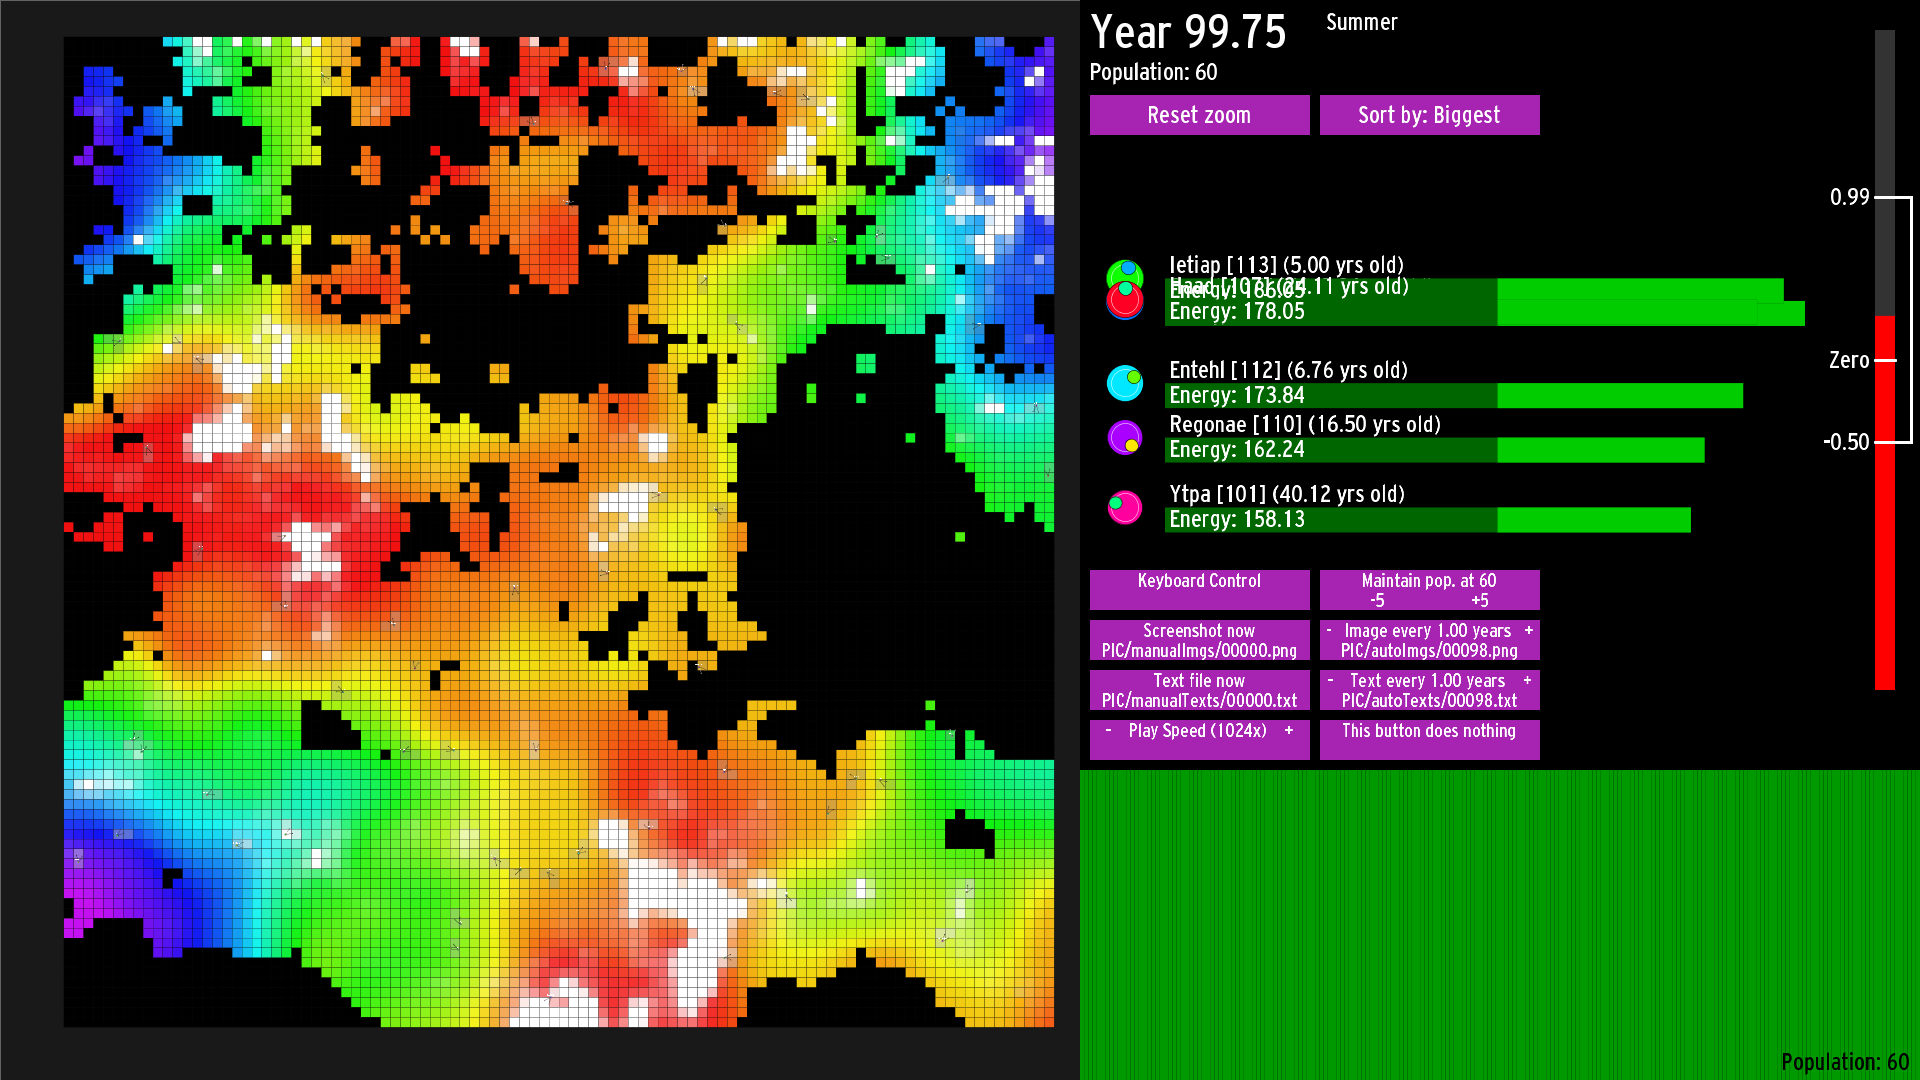 Year 99.75
Summer
Population: 60
Reset zoom
Sort by: Biggest
0.99
Zero
-0.50
Ietiap [113] (5.00 yrs old)
[107] (24.11 yrs old)
Energy: 178.05
Entehl [112] (6.76 yrs old)
Energy: 173.84
Regonae [110] (16.50 yrs old)
Energy: 162.24
Ytpa [101] (40.12 yrs old)
Energy: 158.13
Keyboard Control
Maintain pop. at 60
-5 +5
Screenshot now
PIC/manualImgs/00000.png
- Image every 1.00 years +
PIC/autoImgs/00098.png
Text file now
PIC/manualTexts/00000.txt
- Text every 1.00 years +
PIC/autoTexts/00098.txt
- Play Speed (1024x) +
This button does nothing
Population: 60